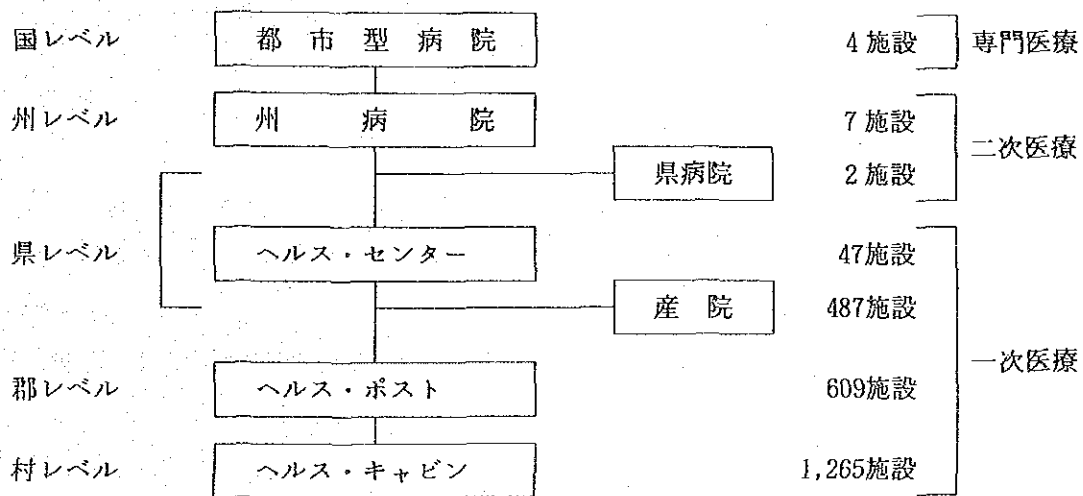 国レベル 都市型病院 4施設 専門医療
州レベル 州病院 7施設
二次医療
県病院 2施設
県レベル ヘルス・センター 47施設
産院 487施設
一次医療
郡レベル ヘルス・ポスト 609施設
村レベル ヘルス・キャビン 1,265施設